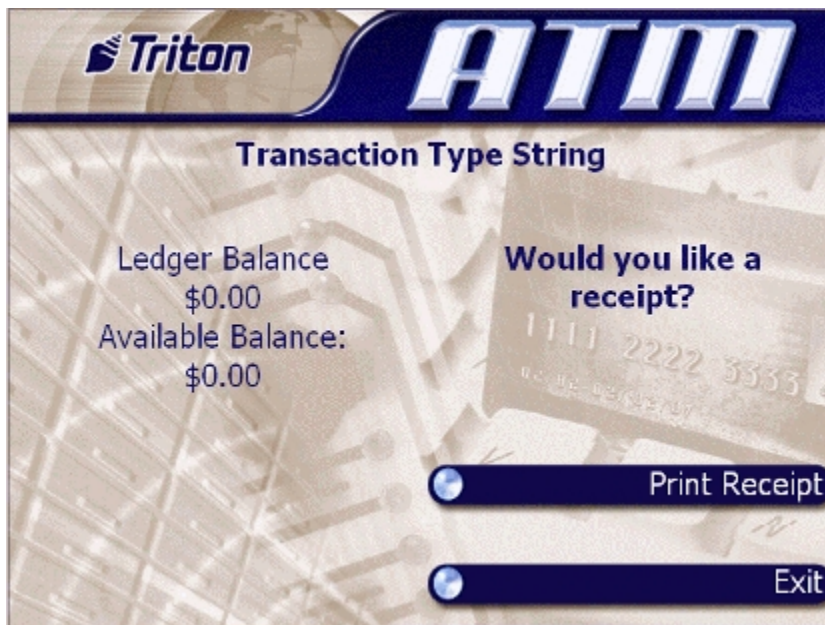 Triton
ATM
Transaction Type String
Ledger Balance
$0.00
Available Balance:
$0.00
Would you like a
receipt?
1111 2222 3333
Print Receipt
Exit